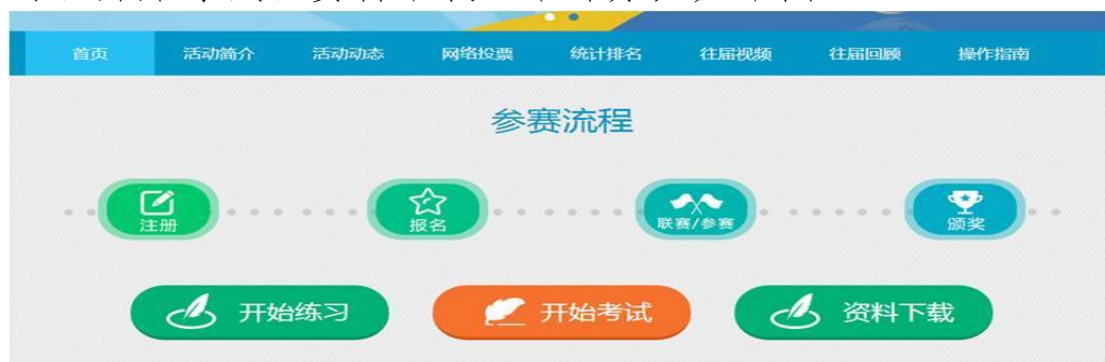 首页 活动简介 活动动态 网络投票 统计排名 往届视频 往届回顾 操作指南
参赛流程
注册 报名 联赛/参赛 颁奖
开始练习 开始考试 资料下载